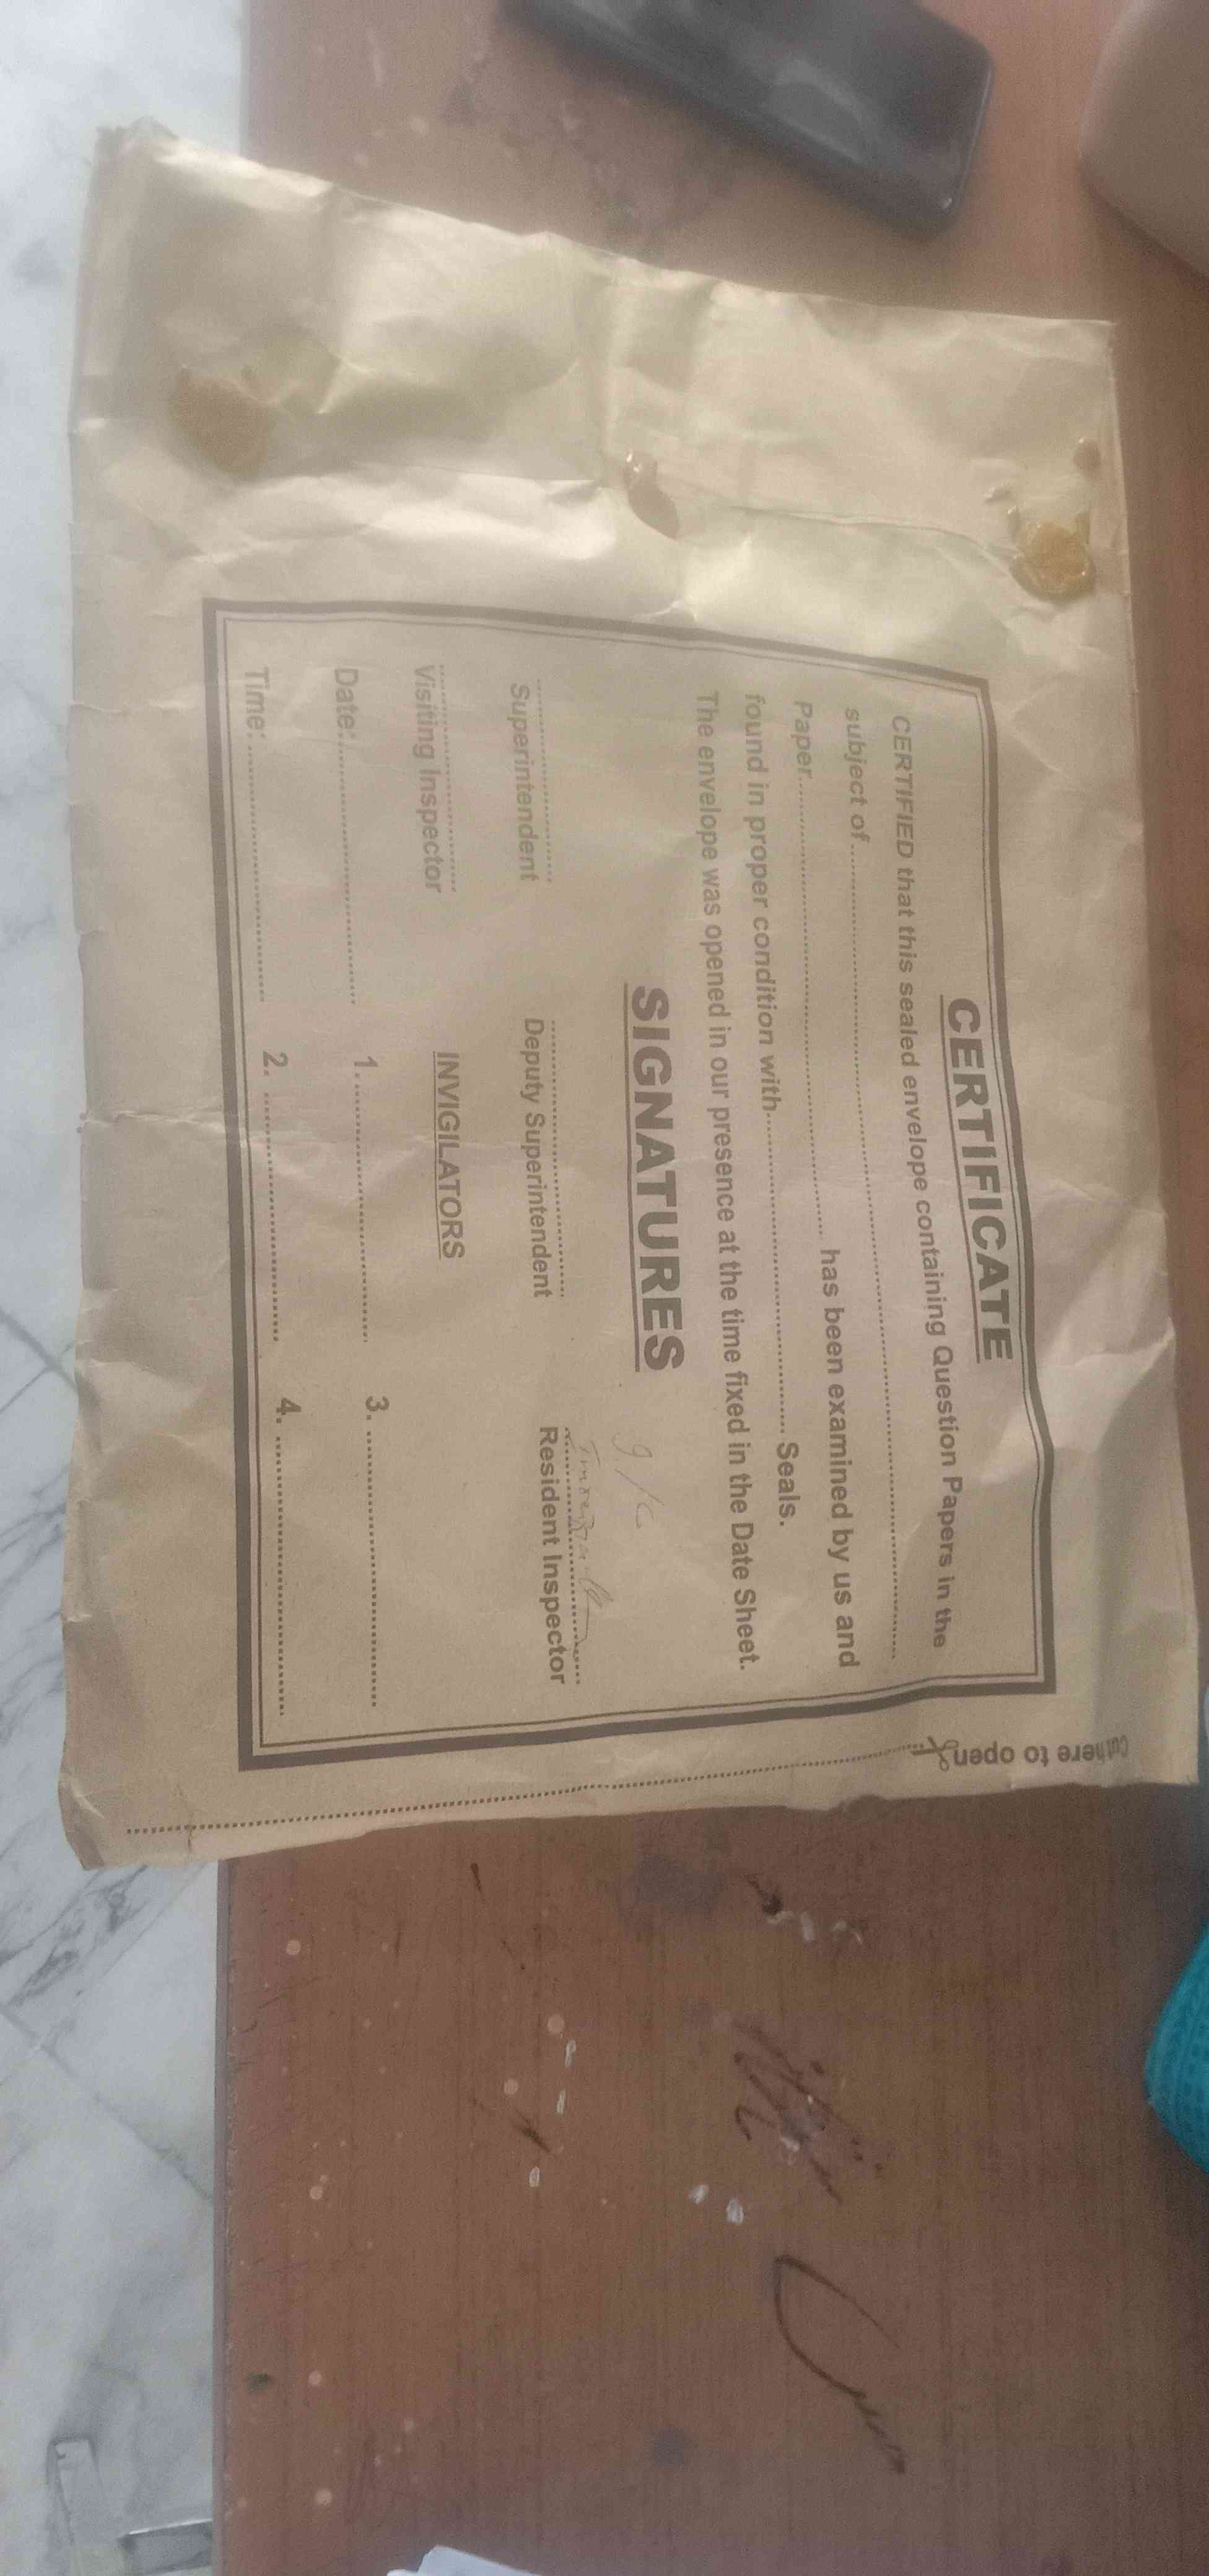 CERTIFICATE
CERTIFIED that this sealed envelope containing Question Papers in the
subject of..............................
Paper.............................. has been examined by us and
found in proper condition with.............................. Seals.
The envelope was opened in our presence at the time fixed in the Date Sheet.
SIGNATURES
Superintendent Deputy Superintendent Resident Inspector
Visiting Inspector INVIGILATORS
Date:.................... 1..................... 3.....................
Time:.................... 2..................... 4.....................
Cut here to open